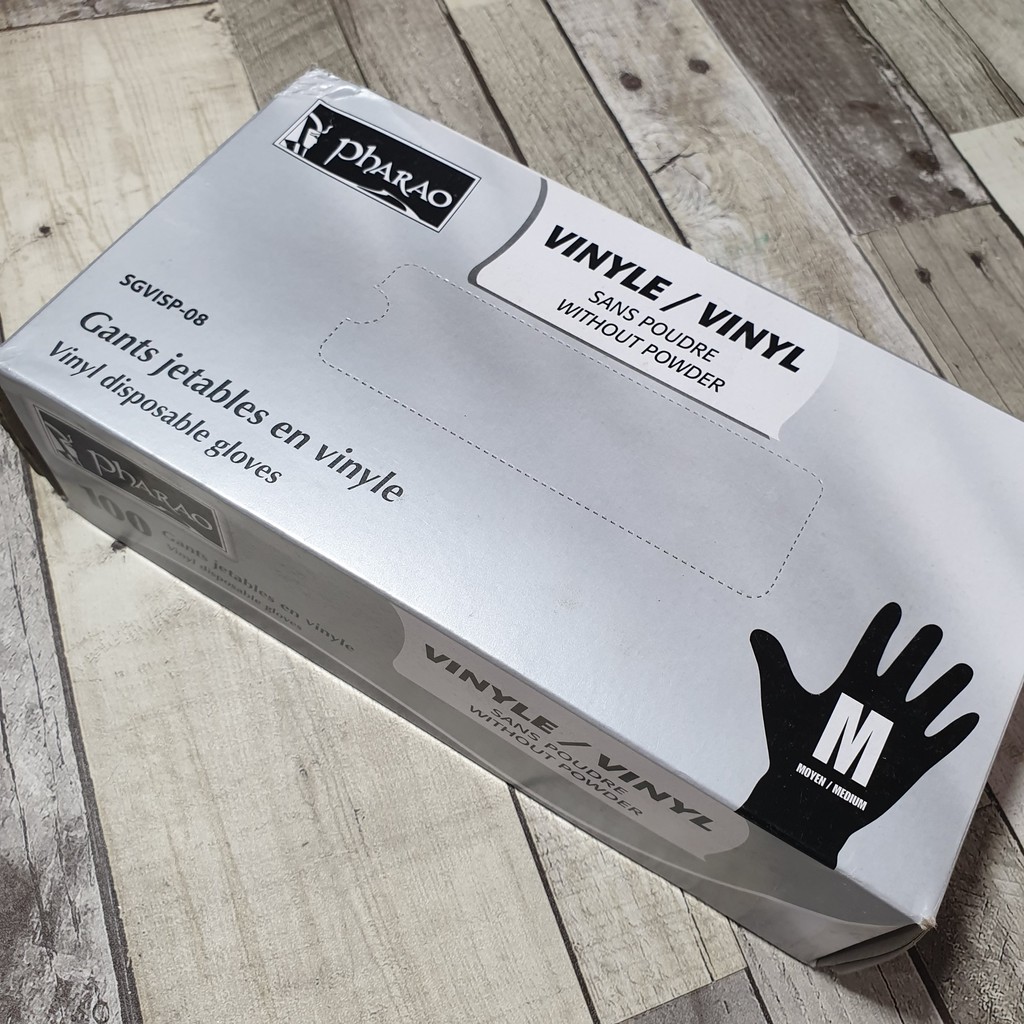 PHARAO
VINYLE / VINYL
SANS POUDRE
WITHOUT POWDER
SGVISP-08
Gants jetables en vinyle
Vinyl disposable gloves
M
MOYEN / MEDIUM
PHARAO
100
Gants jetables en vinyle
Vinyl disposable gloves
VINYLE / VINYL
SANS POUDRE
WITHOUT POWDER